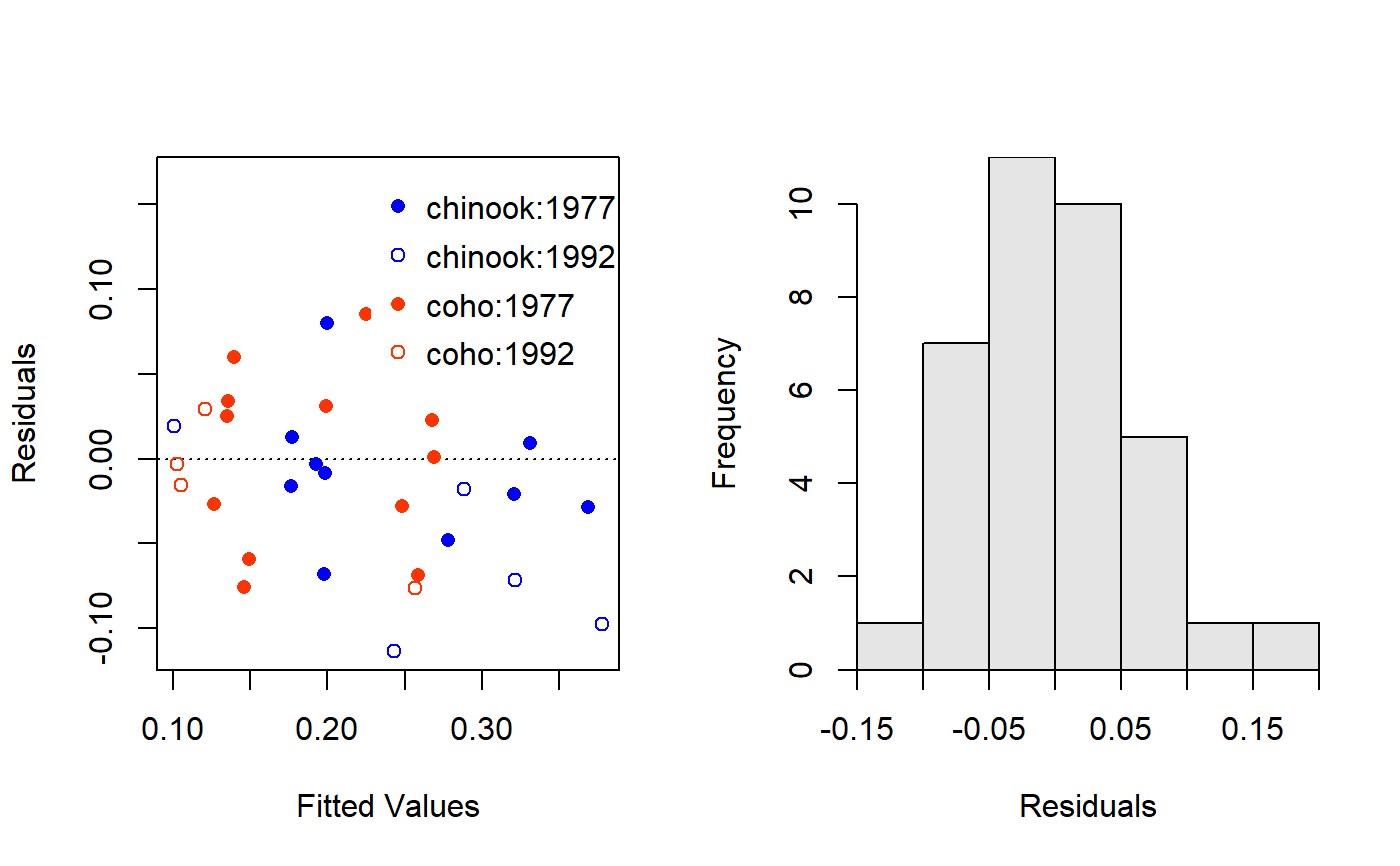 Residuals
0.10
0.00
-0.10
chinook:1977
chinook:1992
coho:1977
coho:1992
0.10 0.20 0.30
Fitted Values
Frequency
10
8
6
4
2
0
-0.15 -0.05 0.05 0.15
Residuals